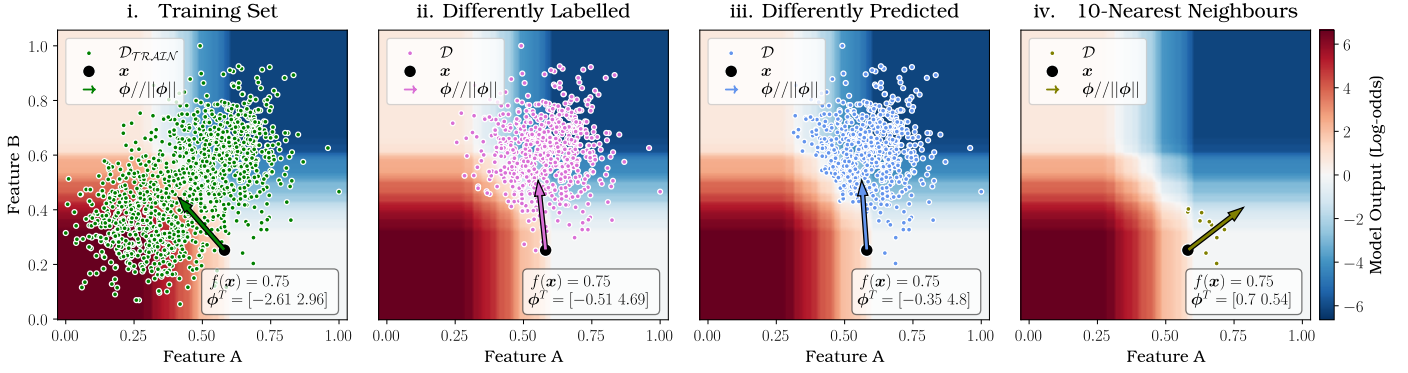 i. Training Set
ii. Differently Labelled
iii. Differently Predicted
iv. 10-Nearest Neighbours
Feature B
1.0
0.8
0.6
0.4
0.2
0.0
𝒟_TRAIN
x
ϕ//||ϕ||
f(x) = 0.75
ϕ^T = [−2.61 2.96]
0.00 0.25 0.50 0.75 1.00
Feature A
𝒟
x
ϕ//||ϕ||
f(x) = 0.75
ϕ^T = [−0.51 4.69]
0.00 0.25 0.50 0.75 1.00
Feature A
𝒟
x
ϕ//||ϕ||
f(x) = 0.75
ϕ^T = [−0.35 4.8]
0.00 0.25 0.50 0.75 1.00
Feature A
𝒟
x
ϕ//||ϕ||
f(x) = 0.75
ϕ^T = [0.7 0.54]
0.00 0.25 0.50 0.75 1.00
Feature A
6
4
2
0
−2
−4
−6
Model Output (Log-odds)